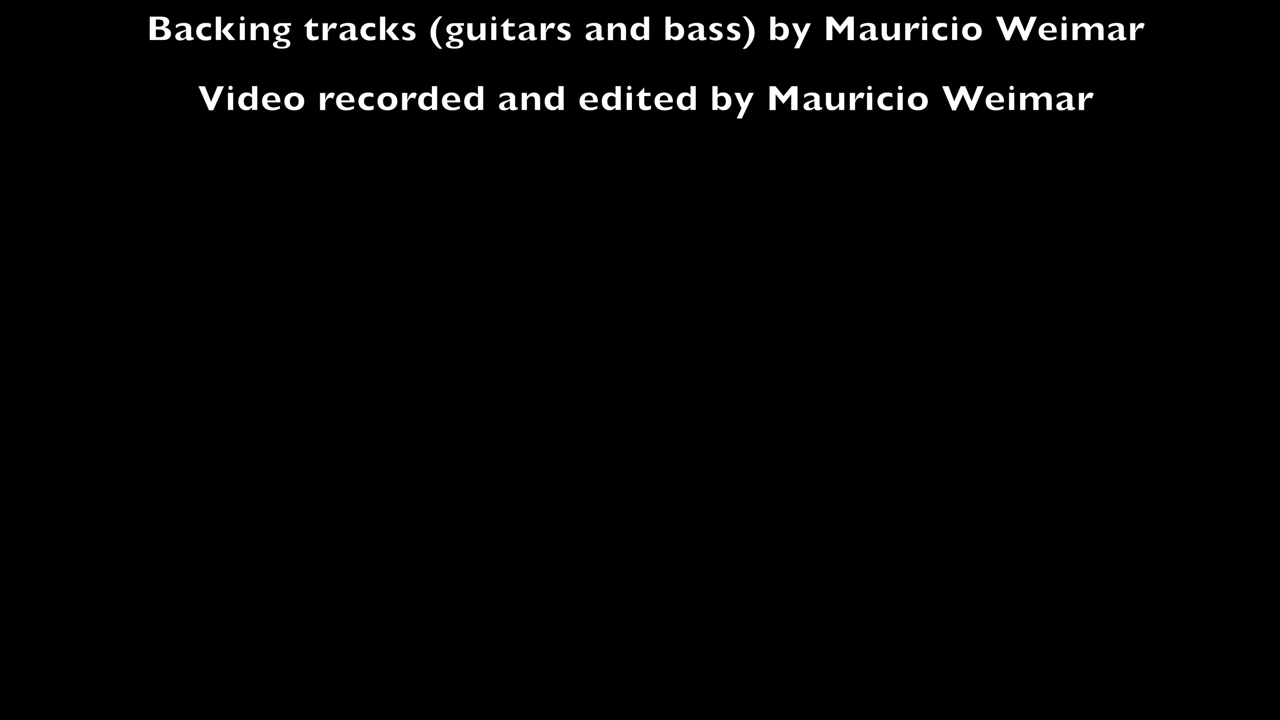 Backing tracks (guitars and bass) by Mauricio Weimar
Video recorded and edited by Mauricio Weimar